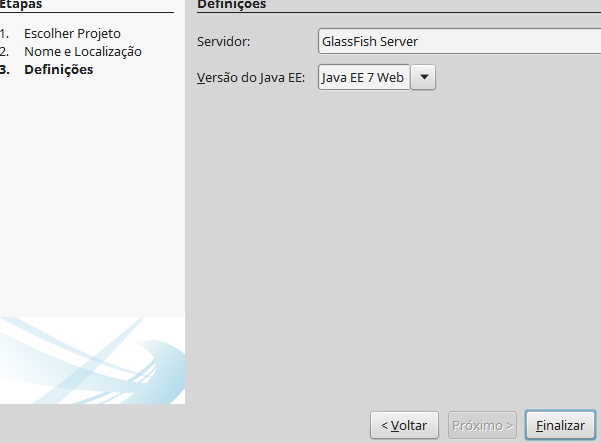 Etapas
1. Escolher Projeto
2. Nome e Localização
3. Definições
Definições
Servidor: GlassFish Server
Versão do Java EE: Java EE 7 Web
< Voltar Próximo > Finalizar